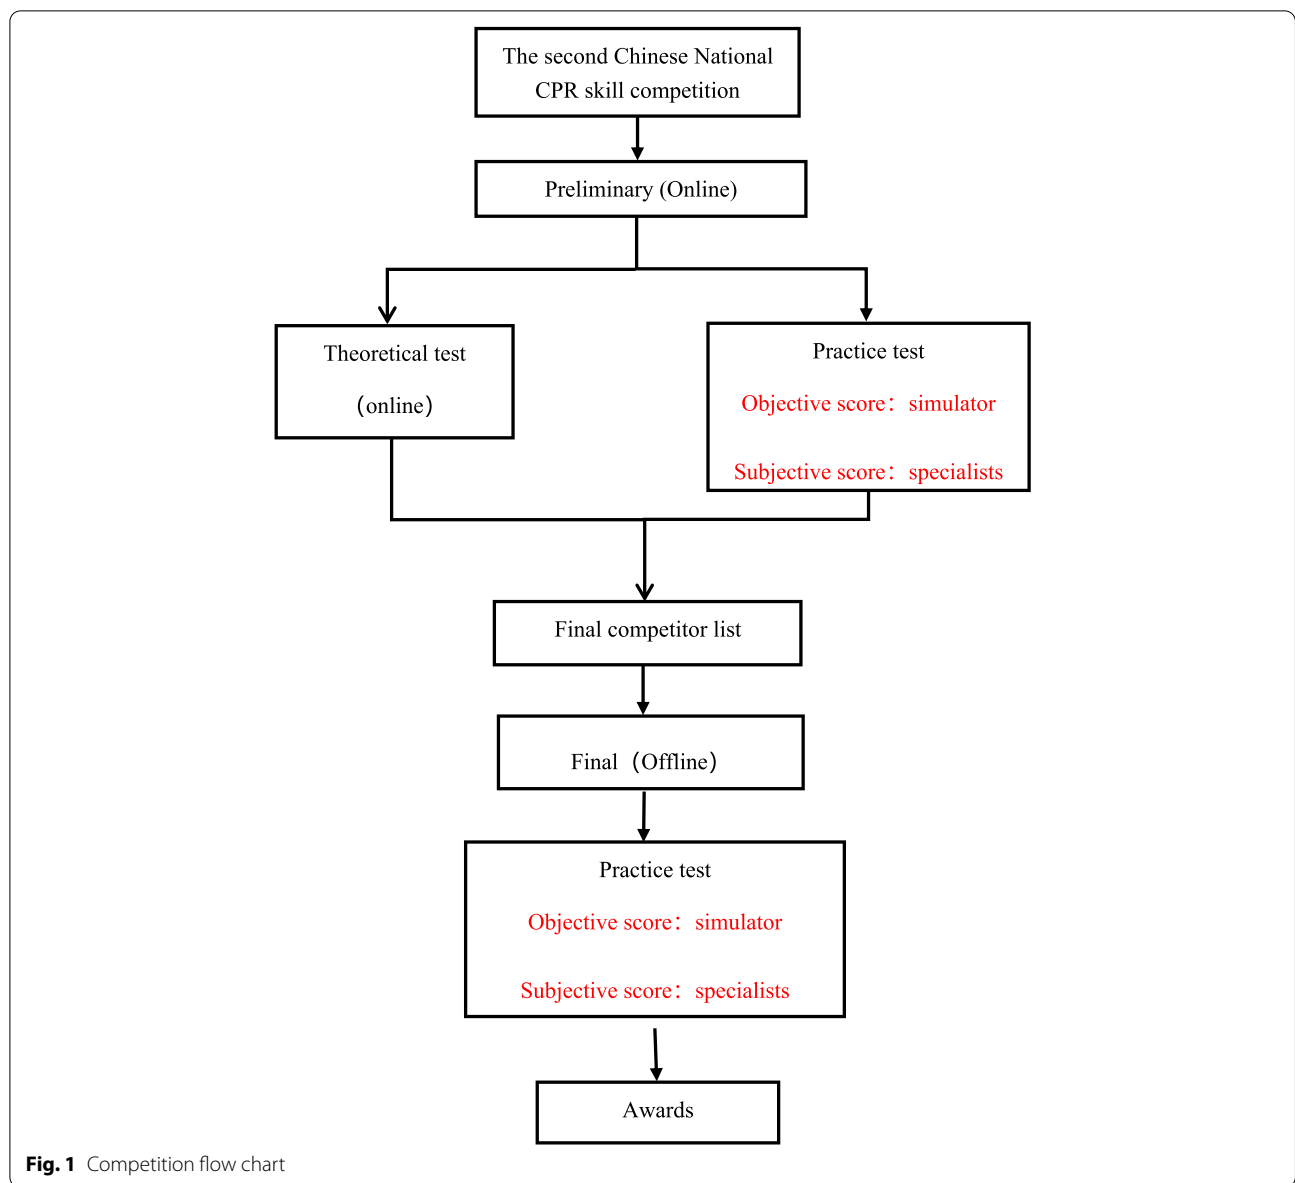 The second Chinese National
CPR skill competition
Preliminary (Online)
Theoretical test
（online）
Practice test
Objective score：simulator
Subjective score：specialists
Final competitor list
Final（Offline）
Practice test
Objective score：simulator
Subjective score：specialists
Awards
Fig. 1 Competition flow chart